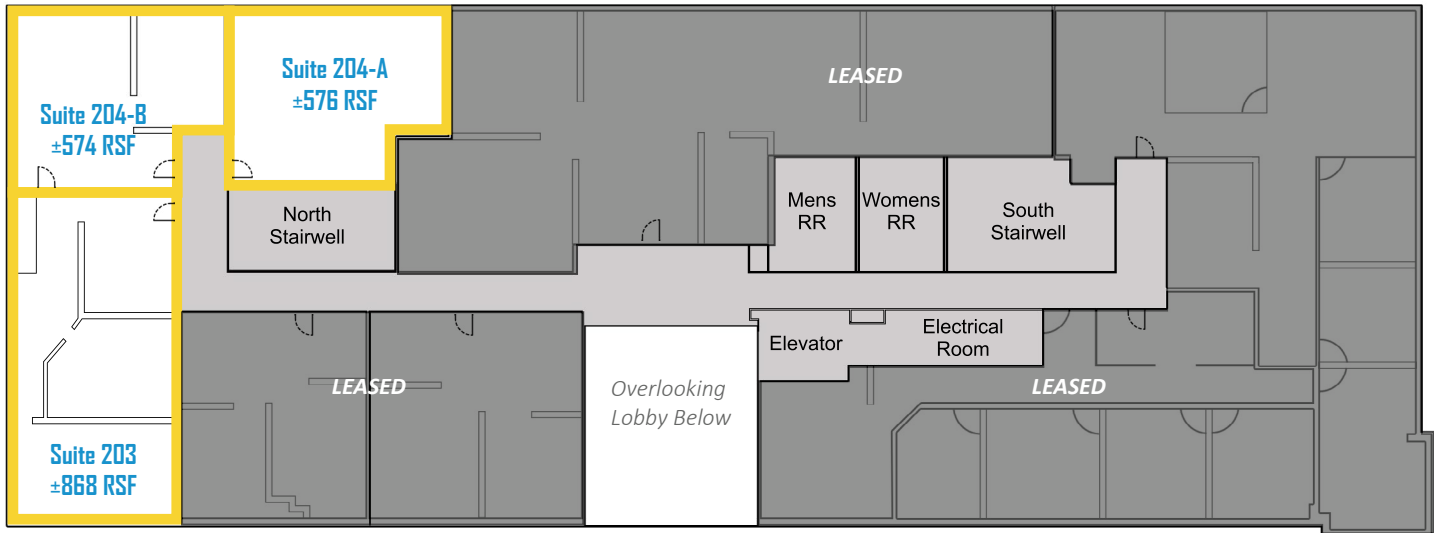 Suite 204-A
±576 RSF
LEASED
Suite 204-B
±574 RSF
North
Stairwell
Mens
RR
Womens
RR
South
Stairwell
Elevator
Electrical
Room
LEASED
Overlooking
Lobby Below
LEASED
Suite 203
±868 RSF